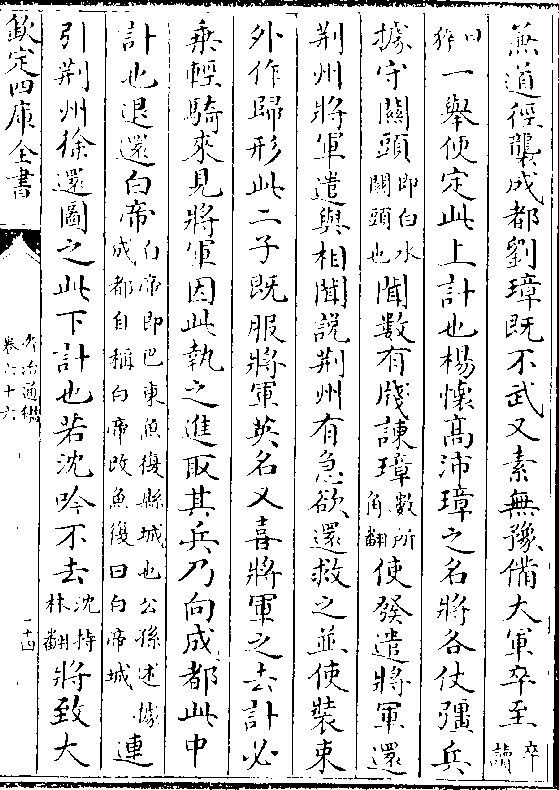 兼道徑襲成都劉璋既不武又素無豫備大軍卒至卒讀
曰猝一舉便定此上計也楊懷高沛璋之名將各仗彊兵
據守關頭即白水關頭也聞數有牋諫璋數所角翻使發遣將軍還
荆州將軍遣與相聞說荆州有急欲還救之並使裝束
外作歸形此二子既服將軍英名又喜將軍之去計必
乘輕騎來見將軍因此執之進取其兵乃向成都此中
計也退還白帝白帝即巴東魚復縣城也公孫述據成都自稱白帝改魚復曰白帝城連
引荆州徐還圖之此下計也若沈吟不去沈持林翻將致大
欽定四庫全書
資治通鑑
卷六十六
二十四